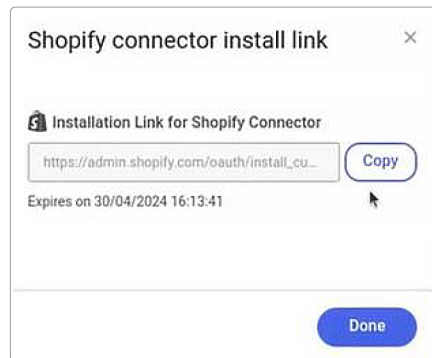 Shopify connector install link
Installation Link for Shopify Connector
https://admin.shopify.com/oauth/install_cu...
Copy
Expires on 30/04/2024 16:13:41
Done